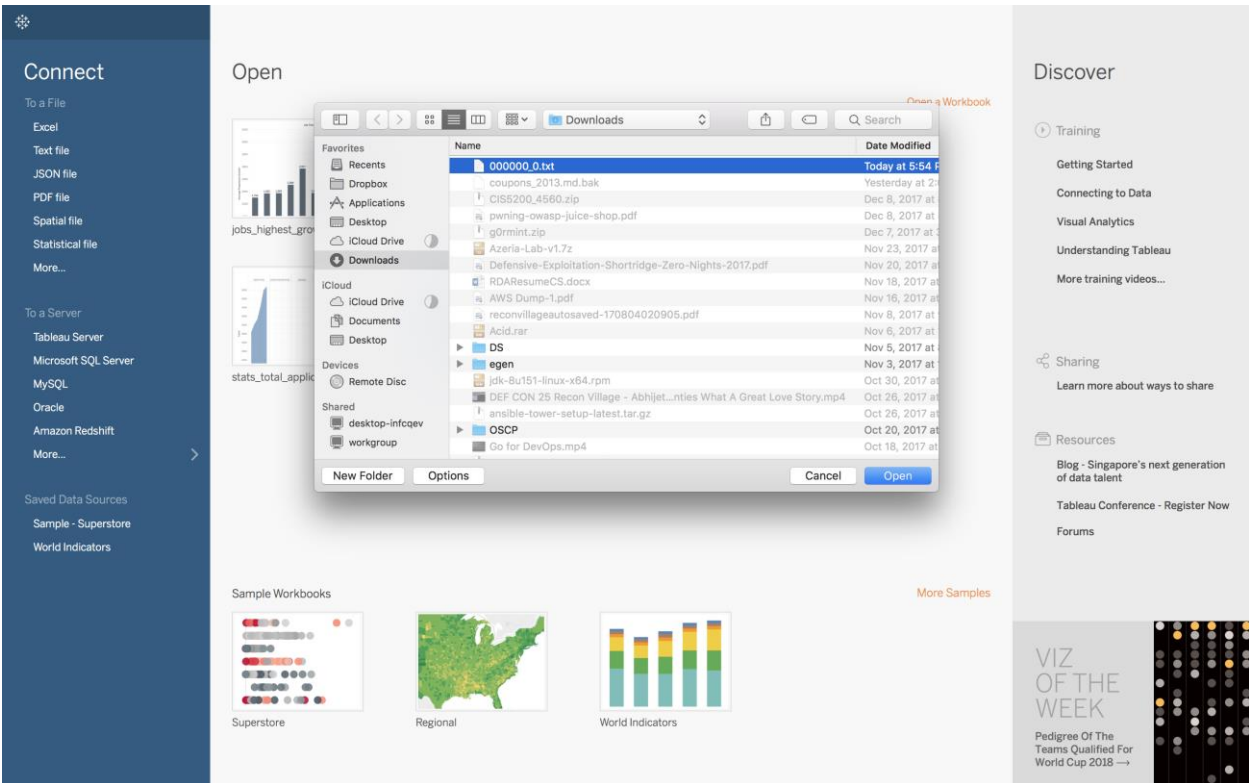 Connect
To a File
Excel
Text file
JSON file
PDF file
Spatial file
Statistical file
More...
To a Server
Tableau Server
Microsoft SQL Server
MySQL
Oracle
Amazon Redshift
More...
Saved Data Sources
Sample - Superstore
World Indicators
Open
Open a Workbook
jobs_highest_gro
stats_total_applic
Downloads
Search
Favorites
Recents
Dropbox
Applications
Desktop
iCloud Drive
Downloads
iCloud
iCloud Drive
Documents
Desktop
Devices
Remote Disc
Shared
desktop-infcqev
workgroup
Name Date Modified
000000_0.txt Today at 5:54 P
coupons_2013.md.bak Yesterday at 2:
CIS5200_4560.zip Dec 8, 2017 at
pwning-owasp-juice-shop.pdf Dec 8, 2017 at
g0rmint.zip Dec 7, 2017 at
Azeria-Lab-v1.7z Nov 23, 2017 at
Defensive-Exploitation-Shortridge-Zero-Nights-2017.pdf Nov 20, 2017 at
RDAResumeCS.docx Nov 18, 2017 at
AWS Dump-1.pdf Nov 16, 2017 at
reconvillageautosaved-170804020905.pdf Nov 8, 2017 at
Acid.rar Nov 6, 2017 at
DS Nov 5, 2017 at
egen Nov 3, 2017 at
jdk-8u151-linux-x64.rpm Oct 30, 2017 at
DEF CON 25 Recon Village - Abhijet...nties What A Great Love Story.mp4 Oct 26, 2017 at
ansible-tower-setup-latest.tar.gz Oct 26, 2017 at
OSCP Oct 20, 2017 at
Go for DevOps.mp4 Oct 18, 2017 at
New Folder Options Cancel Open
Sample Workbooks
More Samples
Superstore
Regional
World Indicators
Discover
Training
Getting Started
Connecting to Data
Visual Analytics
Understanding Tableau
More training videos...
Sharing
Learn more about ways to share
Resources
Blog - Singapore's next generation
of data talent
Tableau Conference - Register Now
Forums
VIZ
OF THE
WEEK
Pedigree Of The
Teams Qualified For
World Cup 2018 →